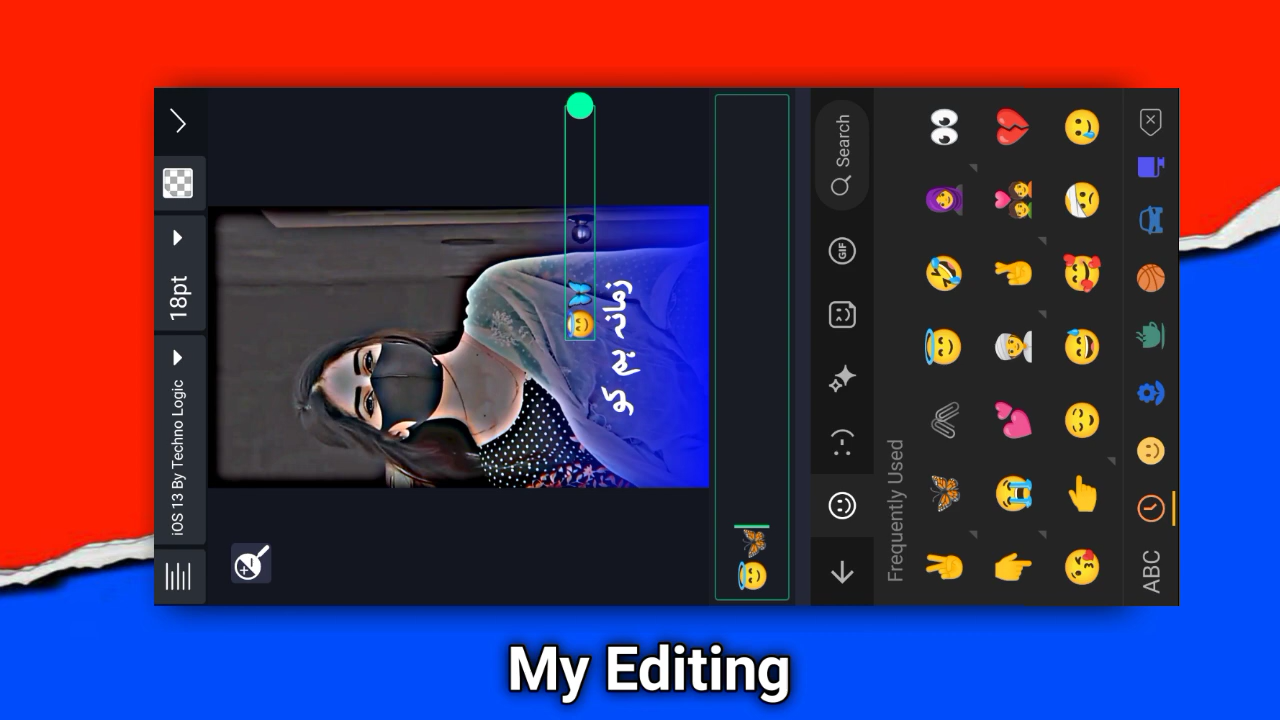 18pt
iOS 13 By Techno Logic
زمانہ ہم کو
Search
GIF
:-)
Frequently Used
ABC
My Editing